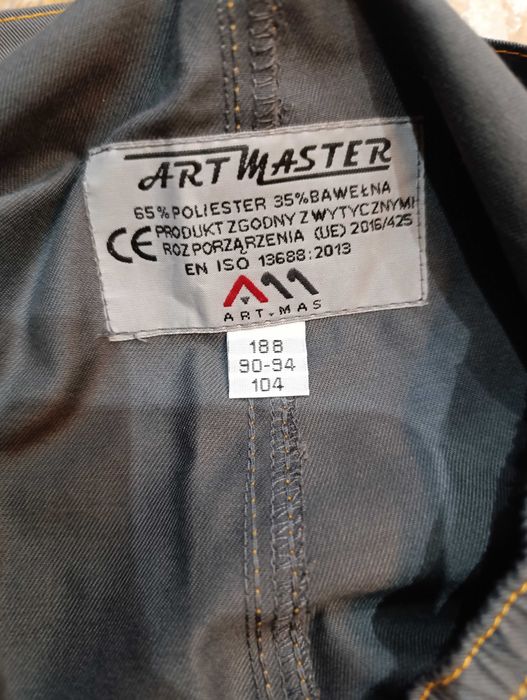 ART MASTER
65% POLIESTER 35% BAWEŁNA
CE
PRODUKT ZGODNY Z WYTYCZNYMI
ROZPORZĄRZENIA (UE) 2016/425
EN ISO 13688:2013
ART.MAS
188
90-94
104